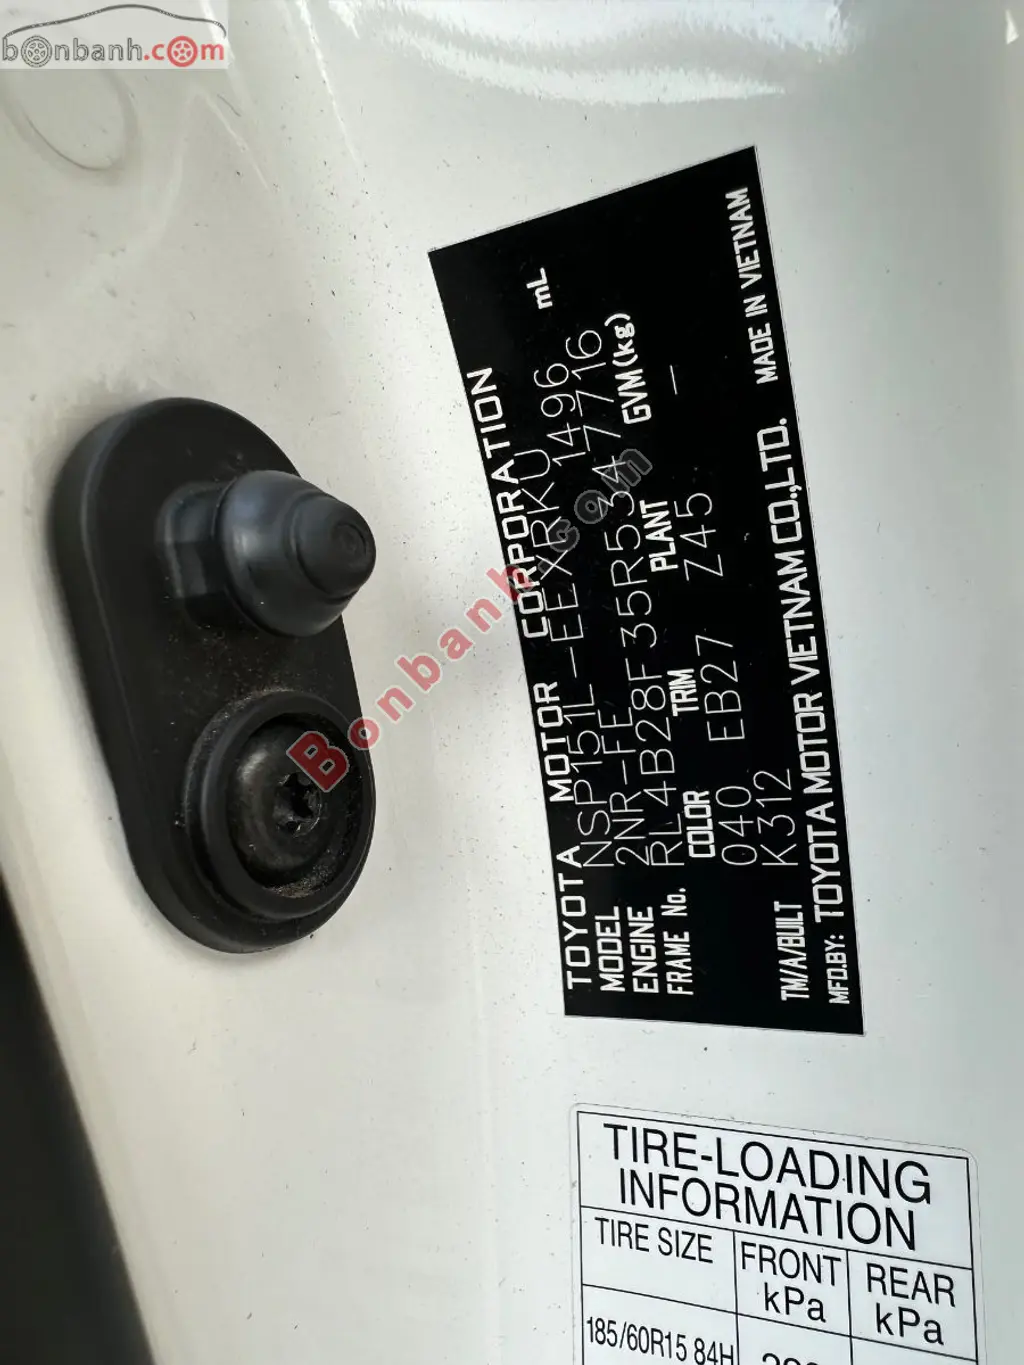 bonbanh.com
TOYOTA MOTOR CORPORATION
MODEL NSP151L-EEXRKU
ENGINE 2NR-FE 1496 mL
FRAME No. RL4B28F35R5347716
COLOR TRIM PLANT GVM(kg)
040 EB27 Z45 —
TM/A/BUILT K312
MFD.BY: TOYOTA MOTOR VIETNAM CO.,LTD. MADE IN VIETNAM
Bonbanh.com
TIRE-LOADING
INFORMATION
TIRE SIZE FRONT kPa REAR kPa
185/60R15 84H